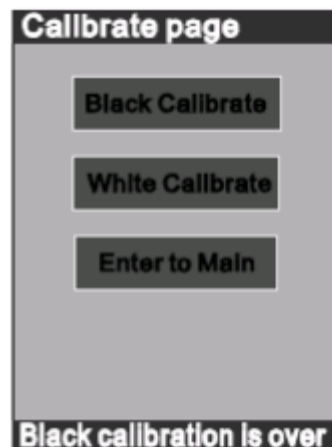 Calibrate page
Black Calibrate
White Calibrate
Enter to Main
Black calibration is over